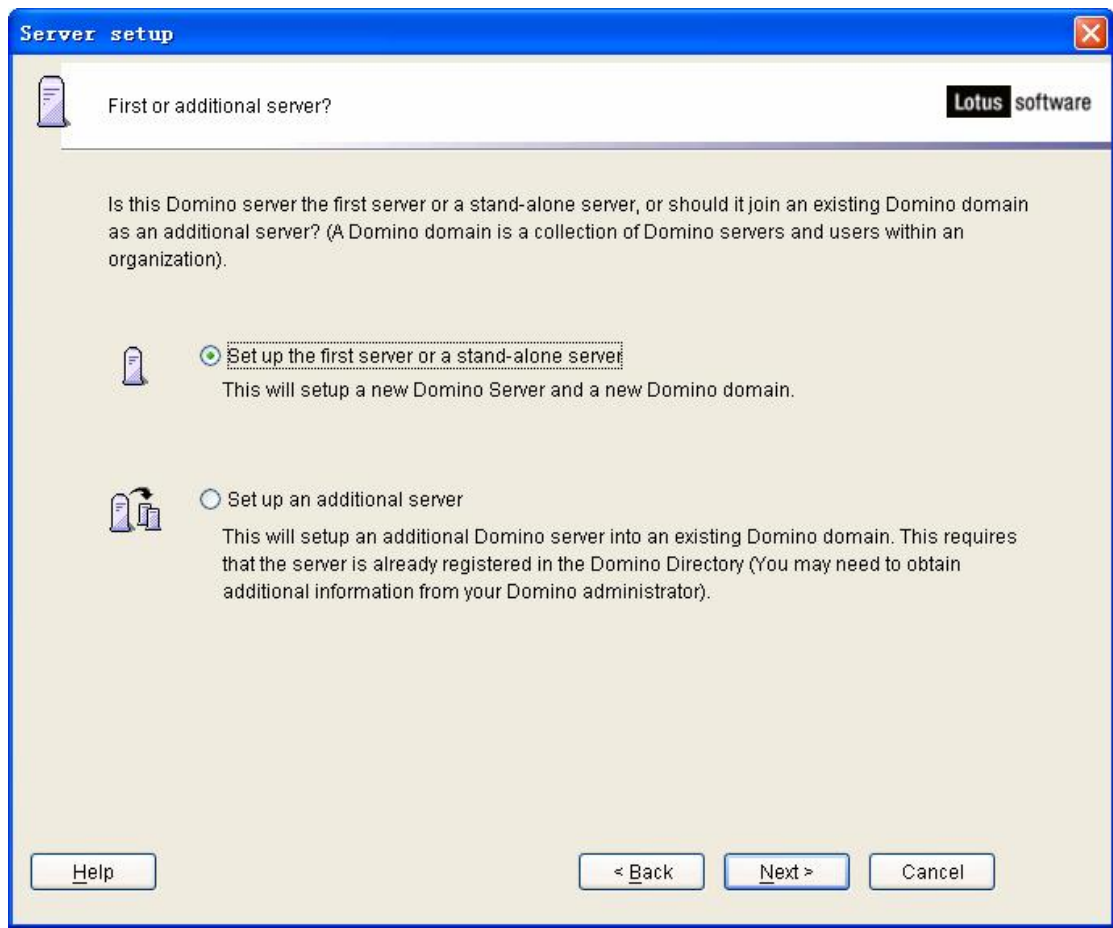 Server setup
First or additional server?
Lotus software
Is this Domino server the first server or a stand-alone server, or should it join an existing Domino domain
as an additional server? (A Domino domain is a collection of Domino servers and users within an
organization).
Set up the first server or a stand-alone server
This will setup a new Domino Server and a new Domino domain.
Set up an additional server
This will setup an additional Domino server into an existing Domino domain. This requires
that the server is already registered in the Domino Directory (You may need to obtain
additional information from your Domino administrator).
Help
< Back
Next >
Cancel